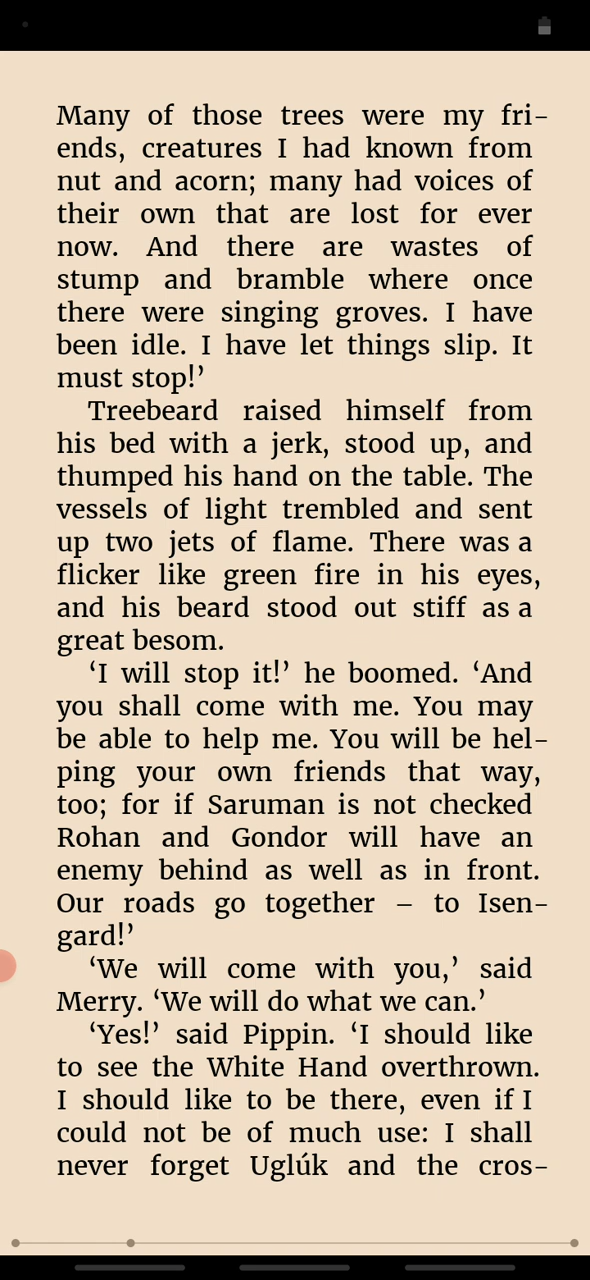 Many of those trees were my fri-
ends, creatures I had known from
nut and acorn; many had voices of
their own that are lost for ever
now. And there are wastes of
stump and bramble where once
there were singing groves. I have
been idle. I have let things slip. It
must stop!’
Treebeard raised himself from
his bed with a jerk, stood up, and
thumped his hand on the table. The
vessels of light trembled and sent
up two jets of flame. There was a
flicker like green fire in his eyes,
and his beard stood out stiff as a
great besom.
‘I will stop it!’ he boomed. ‘And
you shall come with me. You may
be able to help me. You will be hel-
ping your own friends that way,
too; for if Saruman is not checked
Rohan and Gondor will have an
enemy behind as well as in front.
Our roads go together – to Isen-
gard!’
‘We will come with you,’ said
Merry. ‘We will do what we can.’
‘Yes!’ said Pippin. ‘I should like
to see the White Hand overthrown.
I should like to be there, even if I
could not be of much use: I shall
never forget Uglúk and the cros-